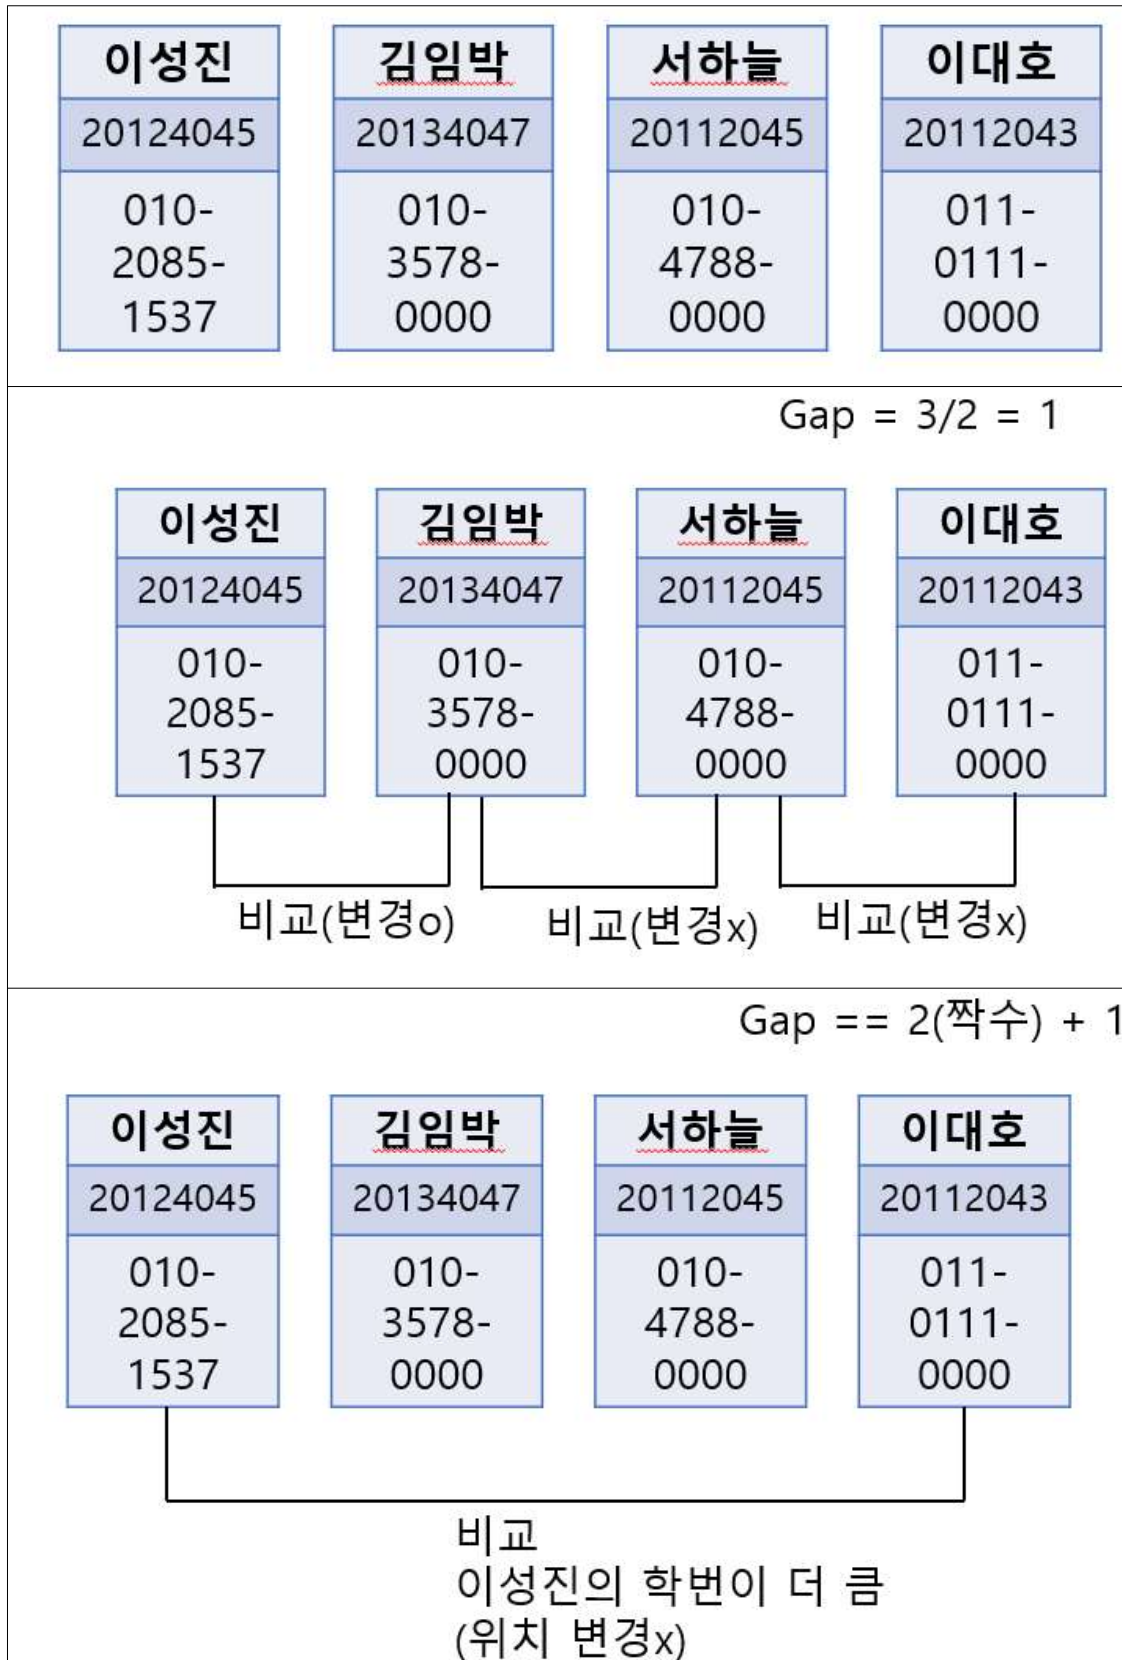 이성진 김임박 서하늘 이대호
20124045 20134047 20112045 20112043
010- 010- 010- 011-
2085- 3578- 4788- 0111-
1537 0000 0000 0000
Gap = 3/2 = 1
이성진 김임박 서하늘 이대호
20124045 20134047 20112045 20112043
010- 010- 010- 011-
2085- 3578- 4788- 0111-
1537 0000 0000 0000
비교(변경o) 비교(변경x) 비교(변경x)
Gap == 2(짝수) + 1
이성진 김임박 서하늘 이대호
20124045 20134047 20112045 20112043
010- 010- 010- 011-
2085- 3578- 4788- 0111-
1537 0000 0000 0000
비교
이성진의 학번이 더 큼
(위치 변경x)